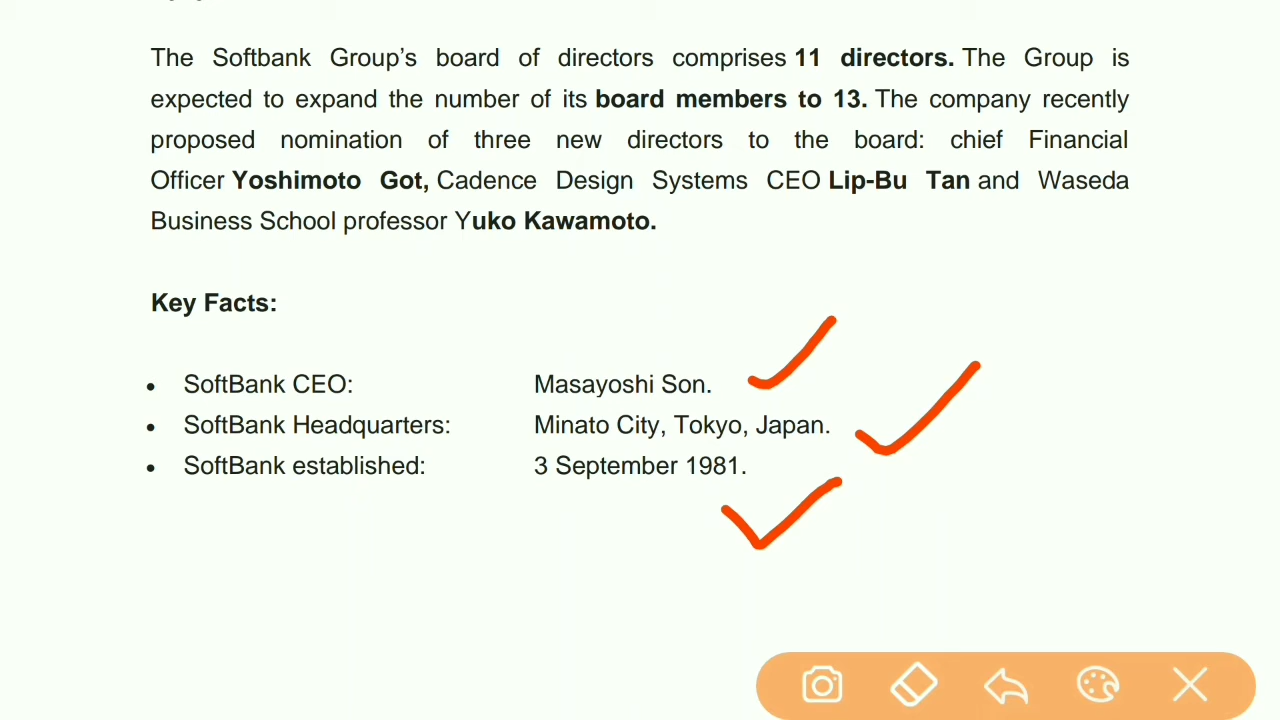 The Softbank Group’s board of directors comprises 11 directors. The Group is
expected to expand the number of its board members to 13. The company recently
proposed nomination of three new directors to the board: chief Financial
Officer Yoshimoto Got, Cadence Design Systems CEO Lip-Bu Tan and Waseda
Business School professor Yuko Kawamoto.
Key Facts:
• SoftBank CEO: Masayoshi Son.
• SoftBank Headquarters: Minato City, Tokyo, Japan.
• SoftBank established: 3 September 1981.